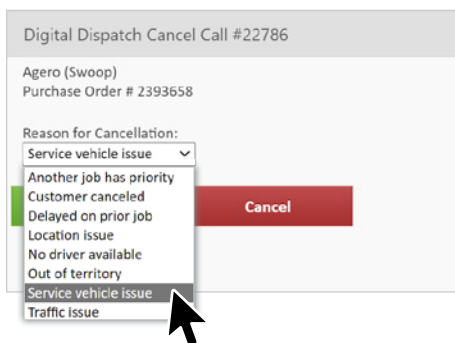 Digital Dispatch Cancel Call #22786
Agero (Swoop)
Purchase Order # 2393658
Reason for Cancellation:
Service vehicle issue
Another job has priority
Customer canceled
Delayed on prior job
Location issue
No driver available
Out of territory
Service vehicle issue
Traffic issue
Cancel